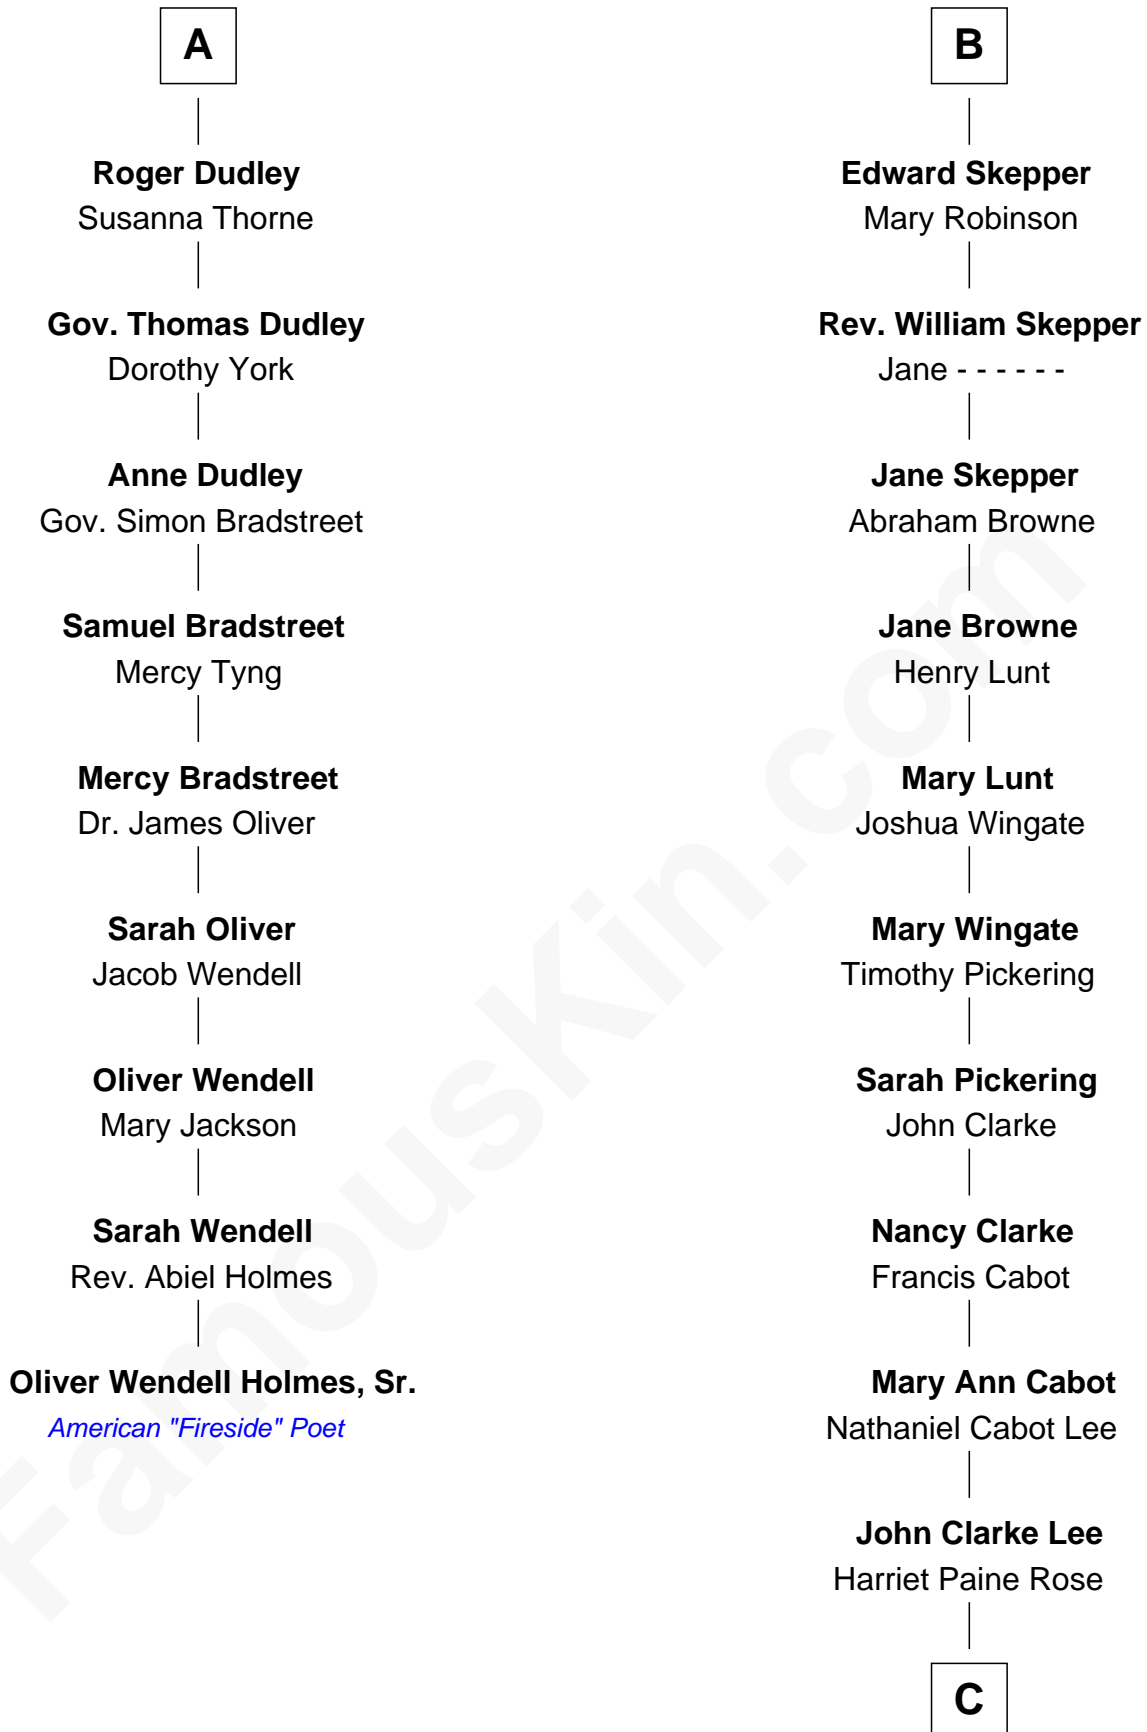 A
Roger Dudley
Susanna Thorne
Gov. Thomas Dudley
Dorothy York
Anne Dudley
Gov. Simon Bradstreet
Samuel Bradstreet
Mercy Tyng
Mercy Bradstreet
Dr. James Oliver
Sarah Oliver
Jacob Wendell
Oliver Wendell
Mary Jackson
Sarah Wendell
Rev. Abiel Holmes
Oliver Wendell Holmes, Sr.
American "Fireside" Poet
B
Edward Skepper
Mary Robinson
Rev. William Skepper
Jane - - - - - -
Jane Skepper
Abraham Browne
Jane Browne
Henry Lunt
Mary Lunt
Joshua Wingate
Mary Wingate
Timothy Pickering
Sarah Pickering
John Clarke
Nancy Clarke
Francis Cabot
Mary Ann Cabot
Nathaniel Cabot Lee
John Clarke Lee
Harriet Paine Rose
C
FamousKin.com